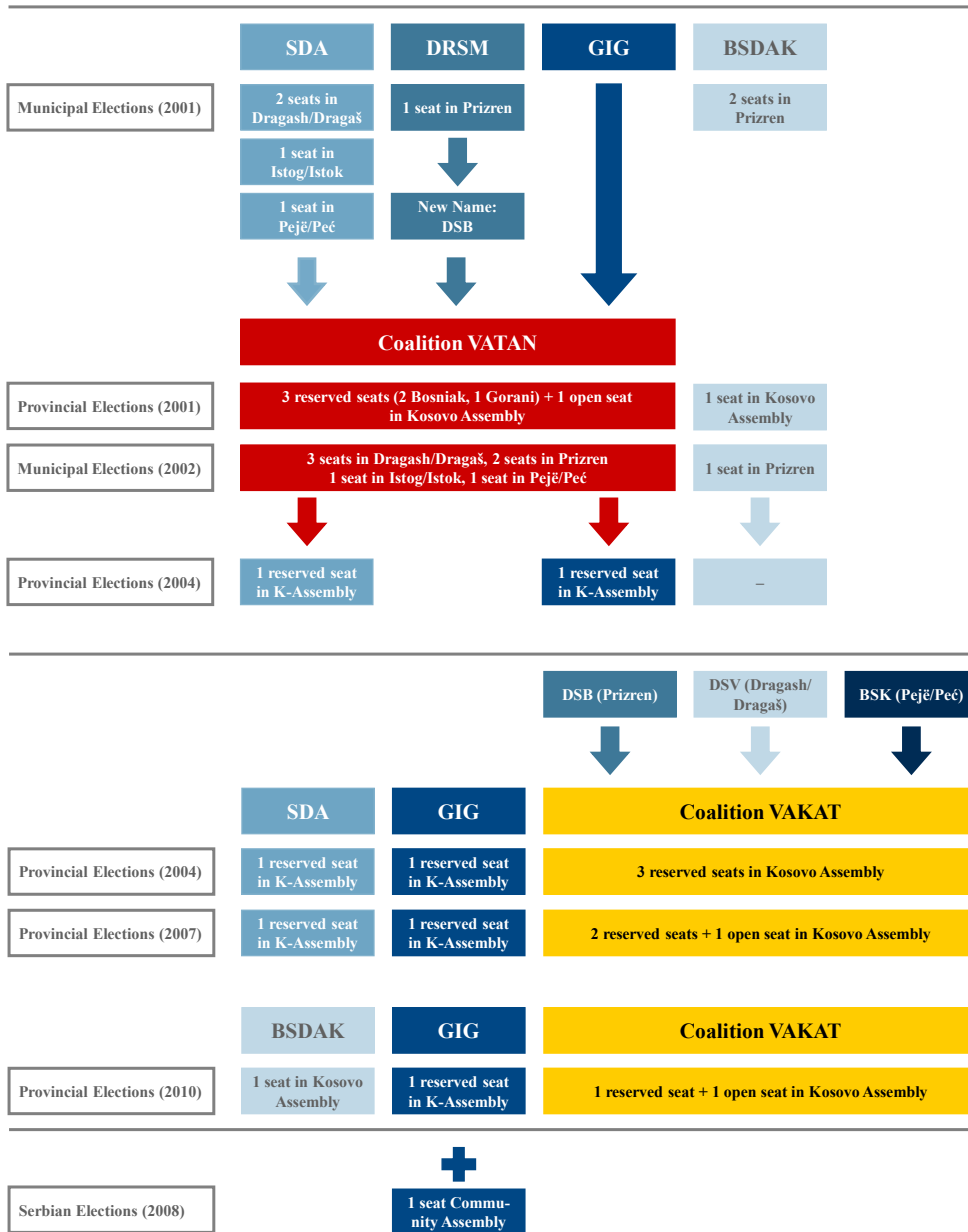 SDA
DRSM
GIG
BSDAK
Municipal Elections (2001)
2 seats in
Dragash/Dragaš
1 seat in Prizren
2 seats in
Prizren
1 seat in
Istog/Istok
1 seat in
Pejë/Peć
New Name:
DSB
Coalition VATAN
Provincial Elections (2001)
3 reserved seats (2 Bosniak, 1 Gorani) + 1 open seat
in Kosovo Assembly
1 seat in Kosovo
Assembly
Municipal Elections (2002)
3 seats in Dragash/Dragaš, 2 seats in Prizren
1 seat in Istog/Istok, 1 seat in Pejë/Peć
1 seat in Prizren
Provincial Elections (2004)
1 reserved seat
in K-Assembly
1 reserved seat
in K-Assembly
–
DSB (Prizren)
DSV (Dragash/
Dragaš)
BSK (Pejë/Peć)
SDA
GIG
Coalition VAKAT
Provincial Elections (2004)
1 reserved seat
in K-Assembly
1 reserved seat
in K-Assembly
3 reserved seats in Kosovo Assembly
Provincial Elections (2007)
1 reserved seat
in K-Assembly
1 reserved seat
in K-Assembly
2 reserved seats + 1 open seat in Kosovo Assembly
BSDAK
GIG
Coalition VAKAT
Provincial Elections (2010)
1 seat in Kosovo
Assembly
1 reserved seat
in K-Assembly
1 reserved seat + 1 open seat in Kosovo Assembly
Serbian Elections (2008)
1 seat Commu-
nity Assembly